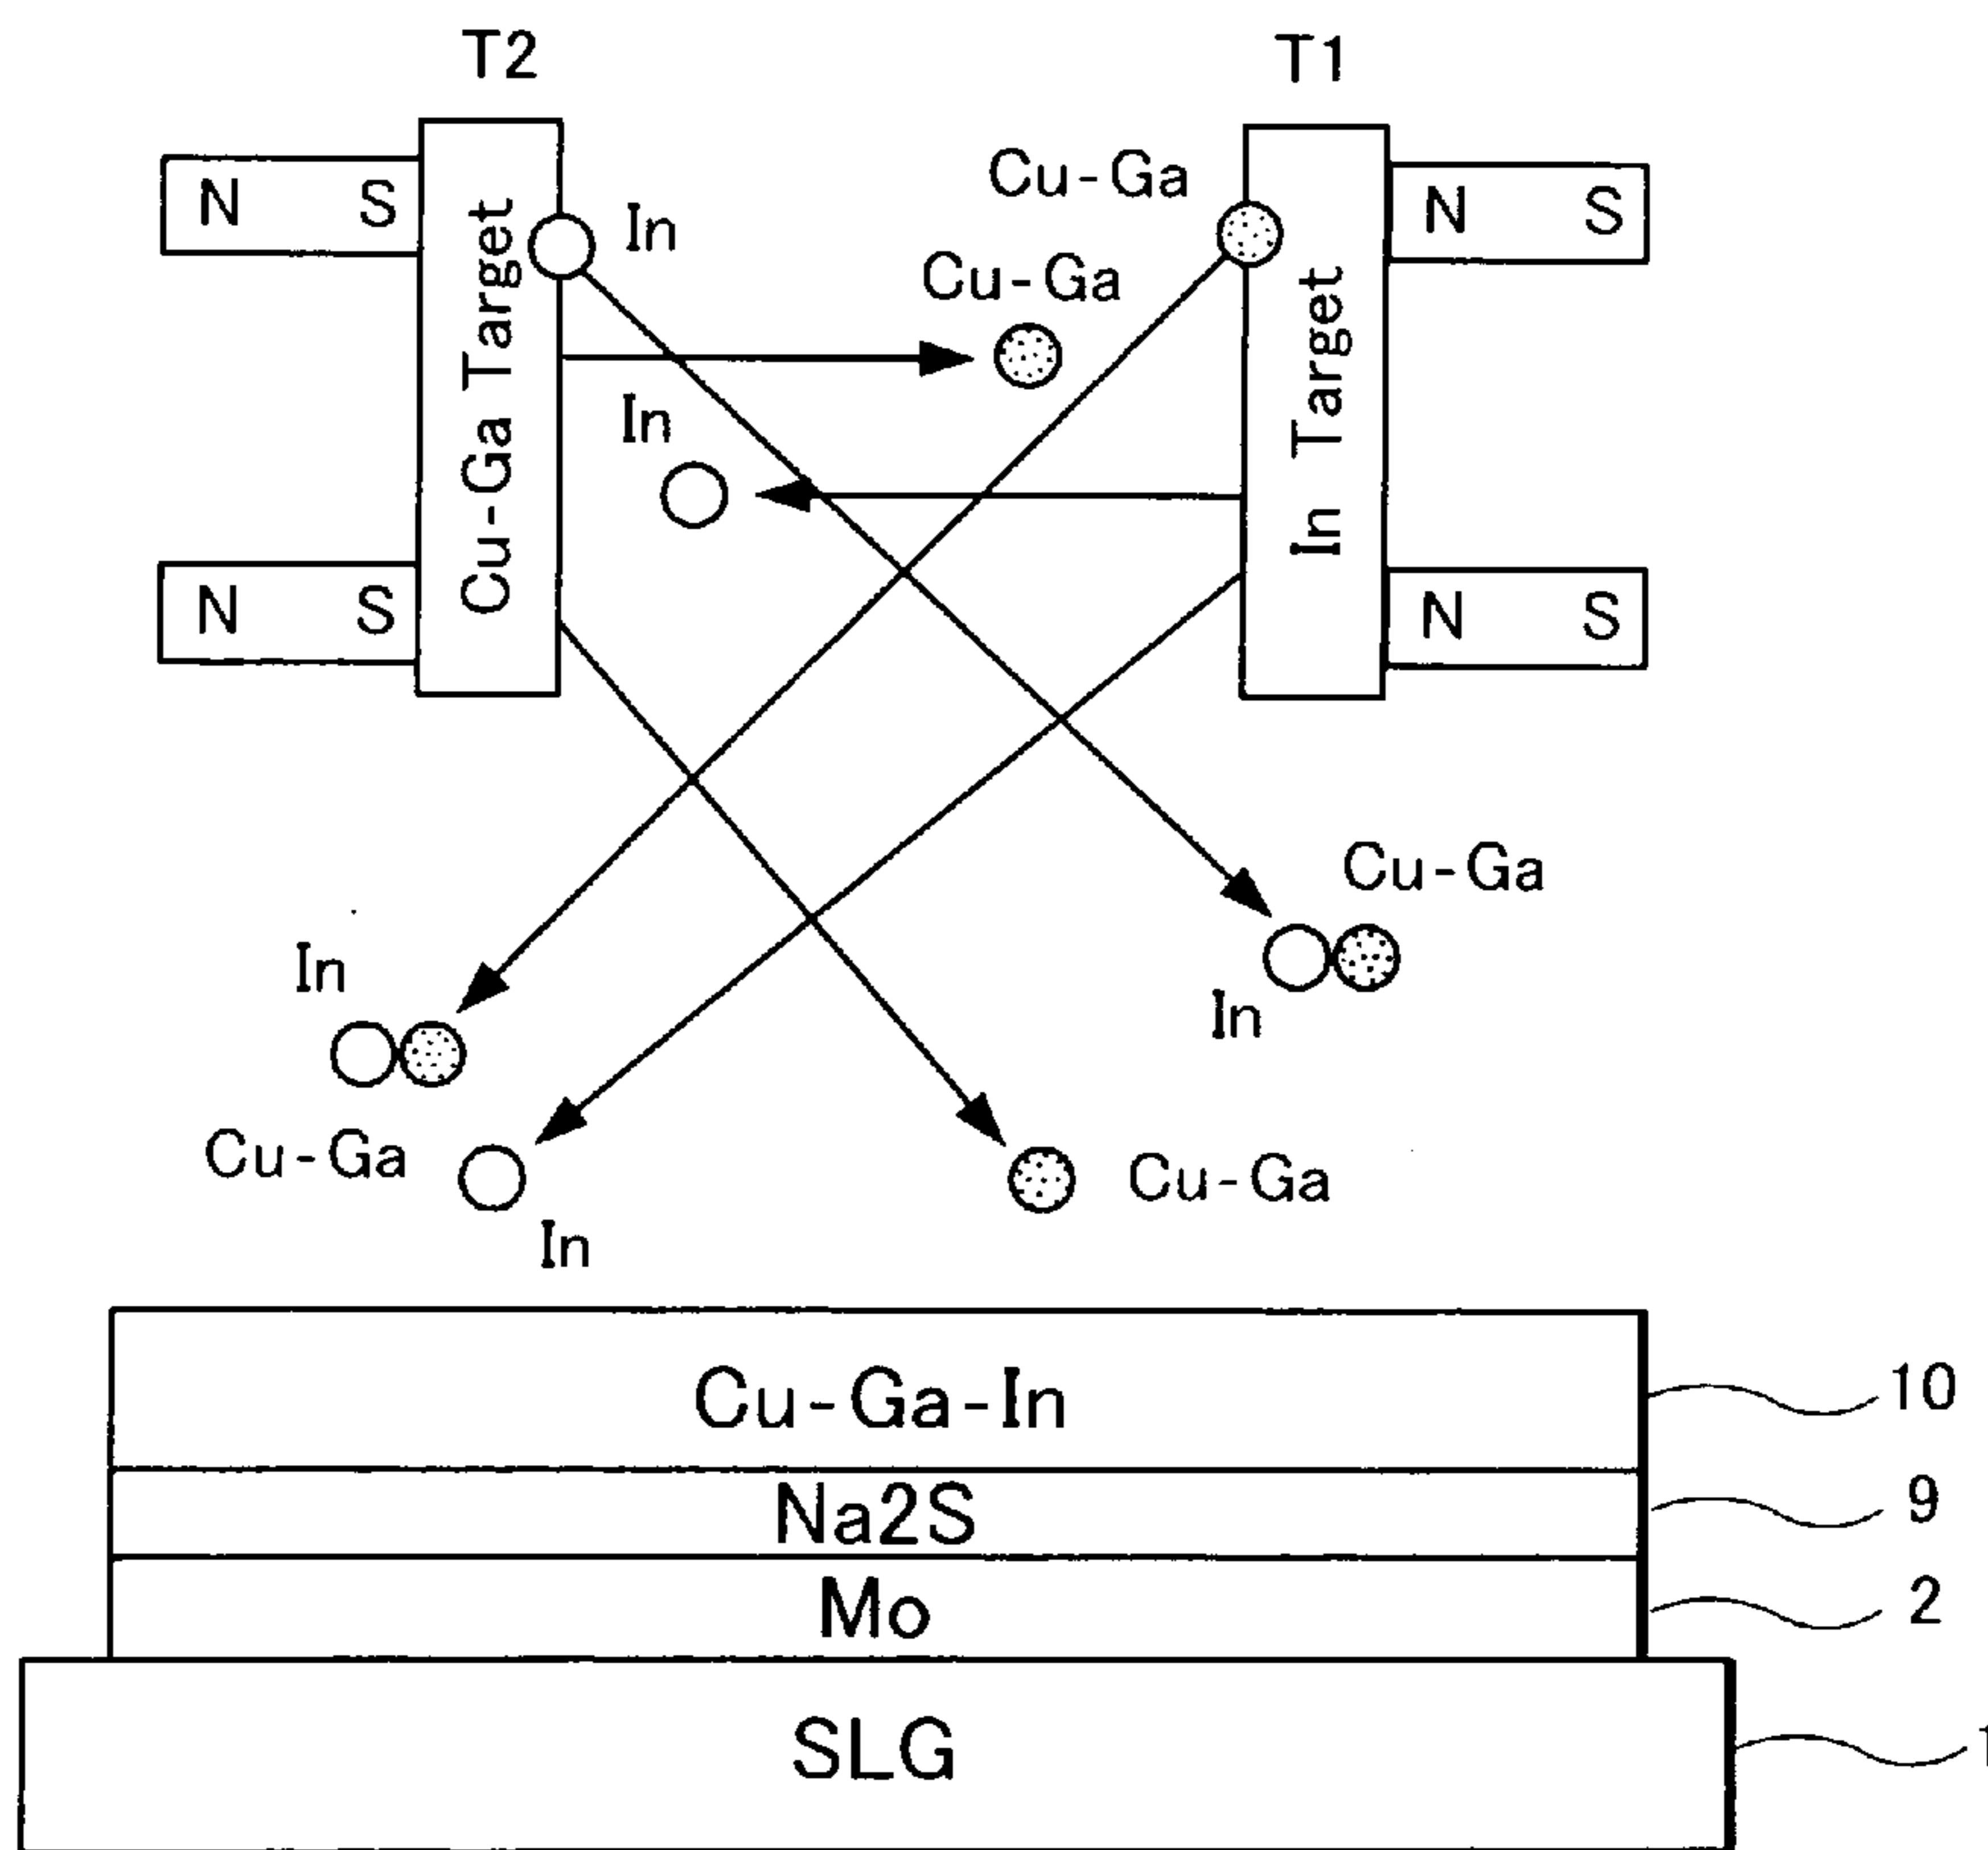 T2
T1
Cu-Ga
N S
In
N S
Cu-Ga
Cu-Ga Target
In Target
In
N S
N S
Cu-Ga
In
In
Cu-Ga
Cu-Ga
In
Cu-Ga-In
10
Na2S
9
Mo
2
SLG
1